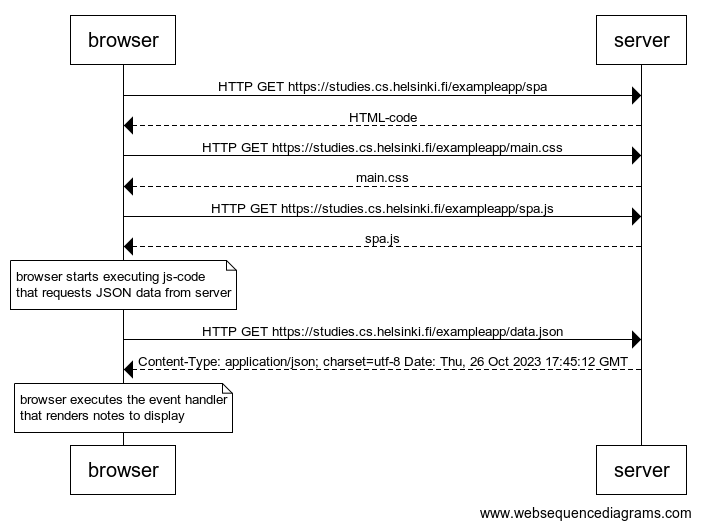 browser
server
HTTP GET https://studies.cs.helsinki.fi/exampleapp/spa
HTML-code
HTTP GET https://studies.cs.helsinki.fi/exampleapp/main.css
main.css
HTTP GET https://studies.cs.helsinki.fi/exampleapp/spa.js
spa.js
browser starts executing js-code
that requests JSON data from server
HTTP GET https://studies.cs.helsinki.fi/exampleapp/data.json
Content-Type: application/json; charset=utf-8 Date: Thu, 26 Oct 2023 17:45:12 GMT
browser executes the event handler
that renders notes to display
browser
server
www.websequencediagrams.com